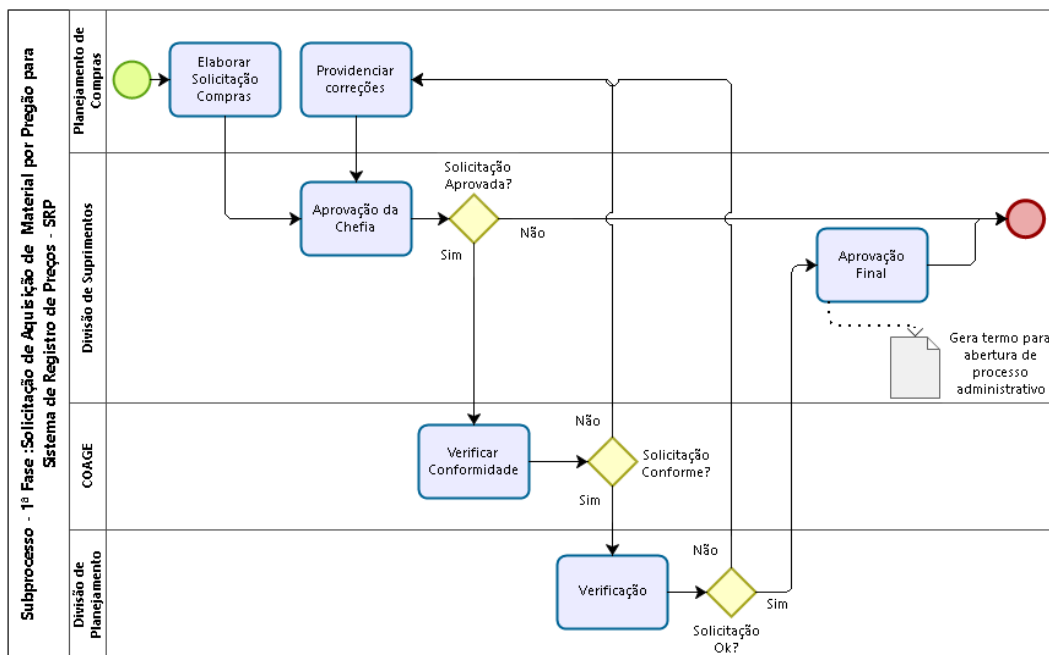 Subprocesso - 1ª Fase :Solicitação de Aquisição de Material por Pregão para
Sistema de Registro de Preços - SRP
Planejamento de
Compras
Elaborar
Solicitação
Compras
Providenciar
correções
Divisão de Suprimentos
Aprovação da
Chefia
Solicitação
Aprovada?
Não
Sim
Aprovação
Final
Gera termo para
abertura de
processo
administrativo
COAGE
Verificar
Conformidade
Não
Solicitação
Conforme?
Sim
Divisão de
Planejamento
Verificação
Não
Sim
Solicitação
Ok?